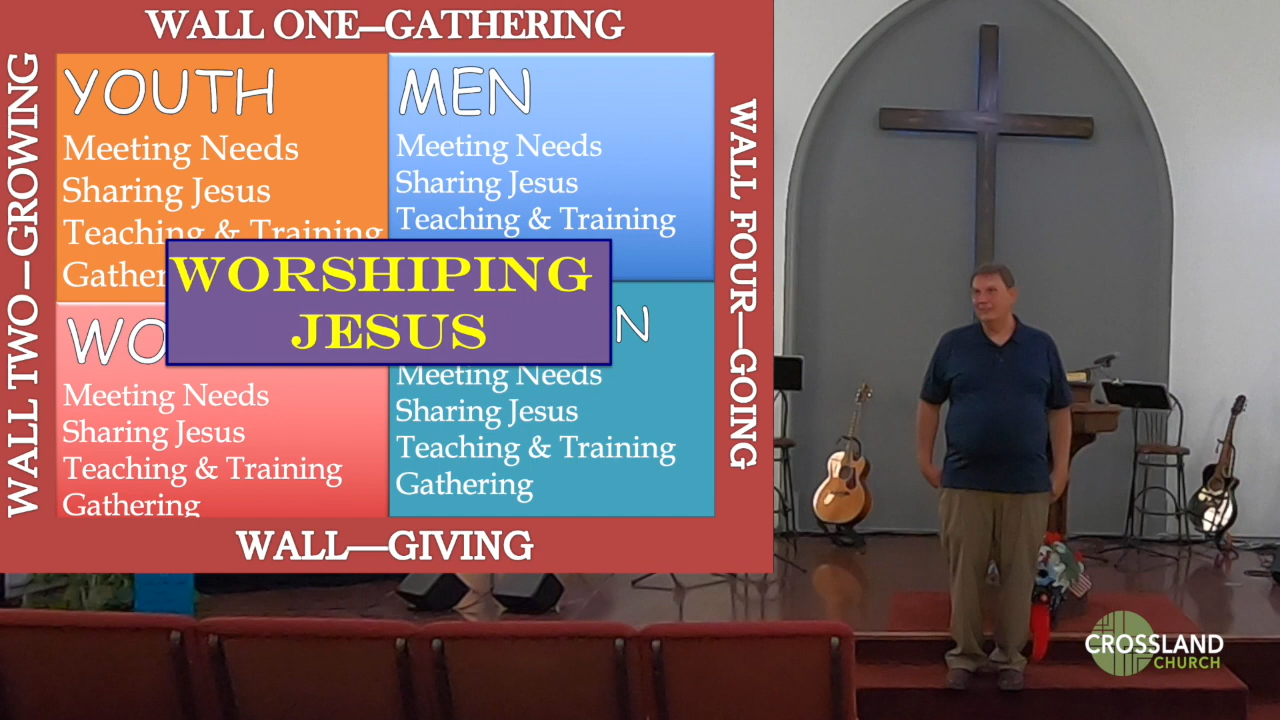 WALL ONE—GATHERING
WALL TWO—GROWING
YOUTH
Meeting Needs
Sharing Jesus
Teaching & Training
Gather
MEN
Meeting Needs
Sharing Jesus
Teaching & Training
WORSHIPING
JESUS
WO
Meeting Needs
Sharing Jesus
Teaching & Training
Gathering
N
Meeting Needs
Sharing Jesus
Teaching & Training
Gathering
WALL FOUR—GOING
WALL—GIVING
CROSSLAND
CHURCH